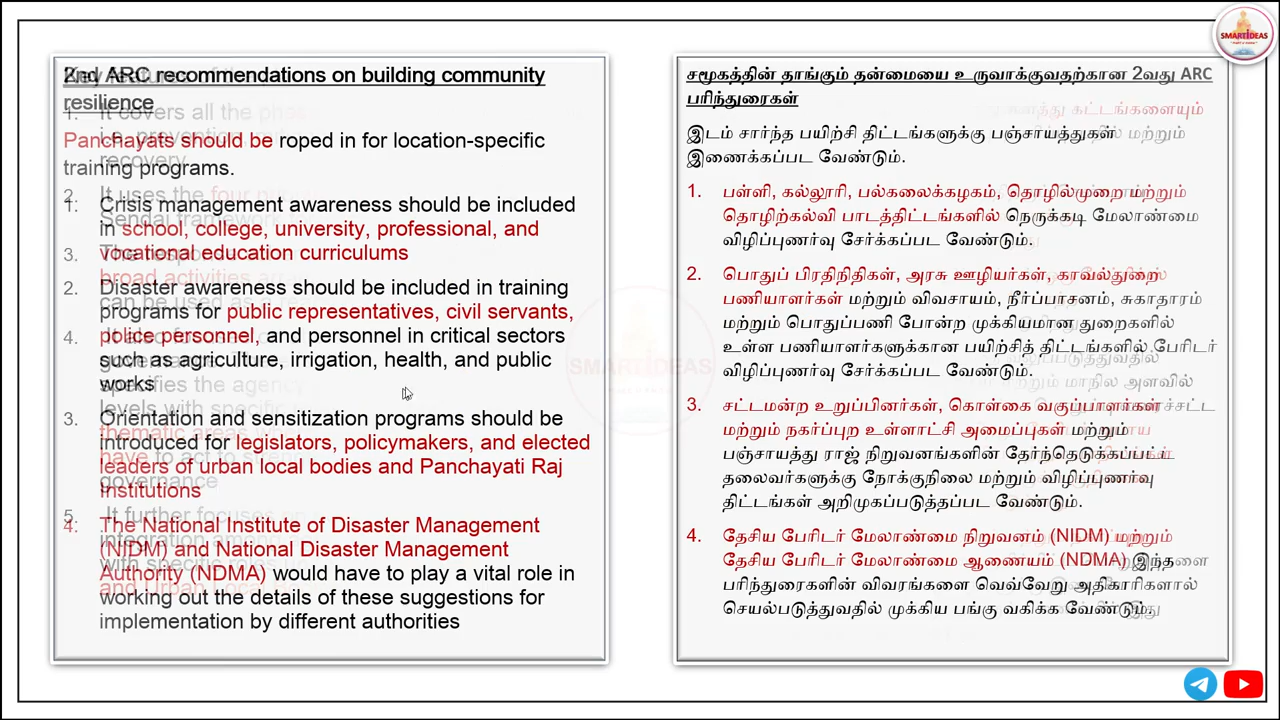 SMARTIDEAS
2nd ARC recommendations on building community
resilience
Panchayats should be roped in for location-specific
training programs.
1. Crisis management awareness should be included
in school, college, university, professional, and
vocational education curriculums
2. Disaster awareness should be included in training
programs for public representatives, civil servants,
police personnel, and personnel in critical sectors
such as agriculture, irrigation, health, and public
works
3. Orientation and sensitization programs should be
introduced for legislators, policymakers, and elected
leaders of urban local bodies and Panchayati Raj
Institutions
4. The National Institute of Disaster Management
(NIDM) and National Disaster Management
Authority (NDMA) would have to play a vital role in
working out the details of these suggestions for
implementation by different authorities
சமூகத்தின் தாங்கும் தன்மையை உருவாக்குவதற்கான 2வது ARC
பரிந்துரைகள்
இடம் சார்ந்த பயிற்சி திட்டங்களுக்கு பஞ்சாயத்துகள்
இணைக்கப்பட வேண்டும்.
1. பள்ளி, கல்லூரி, பல்கலைக்கழகம், தொழில்முறை மற்றும்
தொழிற்கல்வி பாடத்திட்டங்களில் நெருக்கடி மேலாண்மை
விழிப்புணர்வு சேர்க்கப்பட வேண்டும்.
2. பொதுப் பிரதிநிதிகள், அரசு ஊழியர்கள், காவல்துறை
பணியாளர்கள் மற்றும் விவசாயம், நீர்ப்பாசனம், சுகாதாரம்
மற்றும் பொதுப்பணி போன்ற முக்கியமான துறைகளில்
உள்ள பணியாளர்களுக்கான பயிற்சித் திட்டங்களில் பேரிடர்
விழிப்புணர்வு சேர்க்கப்பட வேண்டும்.
3. சட்டமன்ற உறுப்பினர்கள், கொள்கை வகுப்பாளர்கள்
மற்றும் நகர்ப்புற உள்ளாட்சி அமைப்புகள் மற்றும்
பஞ்சாயத்து ராஜ் நிறுவனங்களின் தேர்ந்தெடுக்கப்பட்ட
தலைவர்களுக்கு நோக்குநிலை மற்றும் விழிப்புணர்வு
திட்டங்கள் அறிமுகப்படுத்தப்பட வேண்டும்.
4. தேசிய பேரிடர் மேலாண்மை நிறுவனம் (NIDM) மற்றும்
தேசிய பேரிடர் மேலாண்மை ஆணையம் (NDMA) இந்த
பரிந்துரைகளின் விவரங்களை வெவ்வேறு அதிகாரிகளால்
செயல்படுத்துவதில் முக்கிய பங்கு வகிக்க வேண்டும்.
SMARTIDEAS